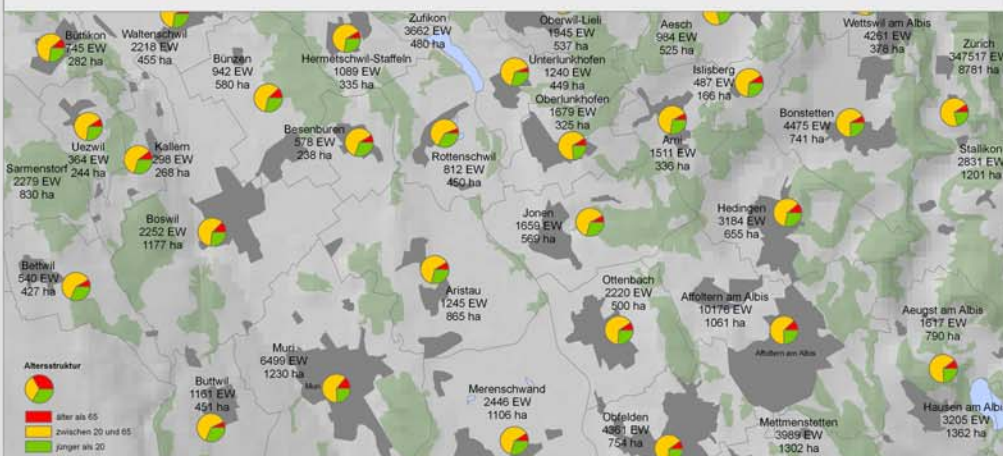 Büttikon
745 EW
282 ha
Waltenschwil
2218 EW
455 ha
Bünzen
942 EW
580 ha
Hermetschwil-Staffeln
1089 EW
335 ha
Zufikon
3662 EW
480 ha
Oberwil-Lieli
1945 EW
537 ha
Unterlunkhofen
1240 EW
449 ha
Oberlunkhofen
1679 EW
325 ha
Aesch
984 EW
525 ha
Islisberg
487 EW
166 ha
Wettswil am Albis
4261 EW
378 ha
Zürich
347517 EW
8781 ha
Bonstetten
4475 EW
741 ha
Stallikon
2831 EW
1201 ha
Uezwil
364 EW
244 ha
Kallern
298 EW
268 ha
Sarmenstorf
2279 EW
830 ha
Besenbüren
578 EW
238 ha
Rottenschwil
812 EW
450 ha
Arni
1511 EW
336 ha
Boswil
2252 EW
1177 ha
Jonen
1659 EW
569 ha
Hedingen
3184 EW
655 ha
Bettwil
540 EW
427 ha
Aristau
1245 EW
865 ha
Ottenbach
2220 EW
500 ha
Affoltern am Albis
10176 EW
1061 ha
Affoltern am Albis
Aeugst am Albis
1617 EW
790 ha
Muri
6499 EW
1230 ha
Muri
Buttwil
1161 EW
451 ha
Merenschwand
2446 EW
1106 ha
Obfelden
4361 EW
754 ha
Mettmenstetten
3989 EW
1302 ha
Hausen am Albi
3205 EW
1362 ha
Altersstruktur
älter als 65
zwischen 20 und 65
jünger als 20